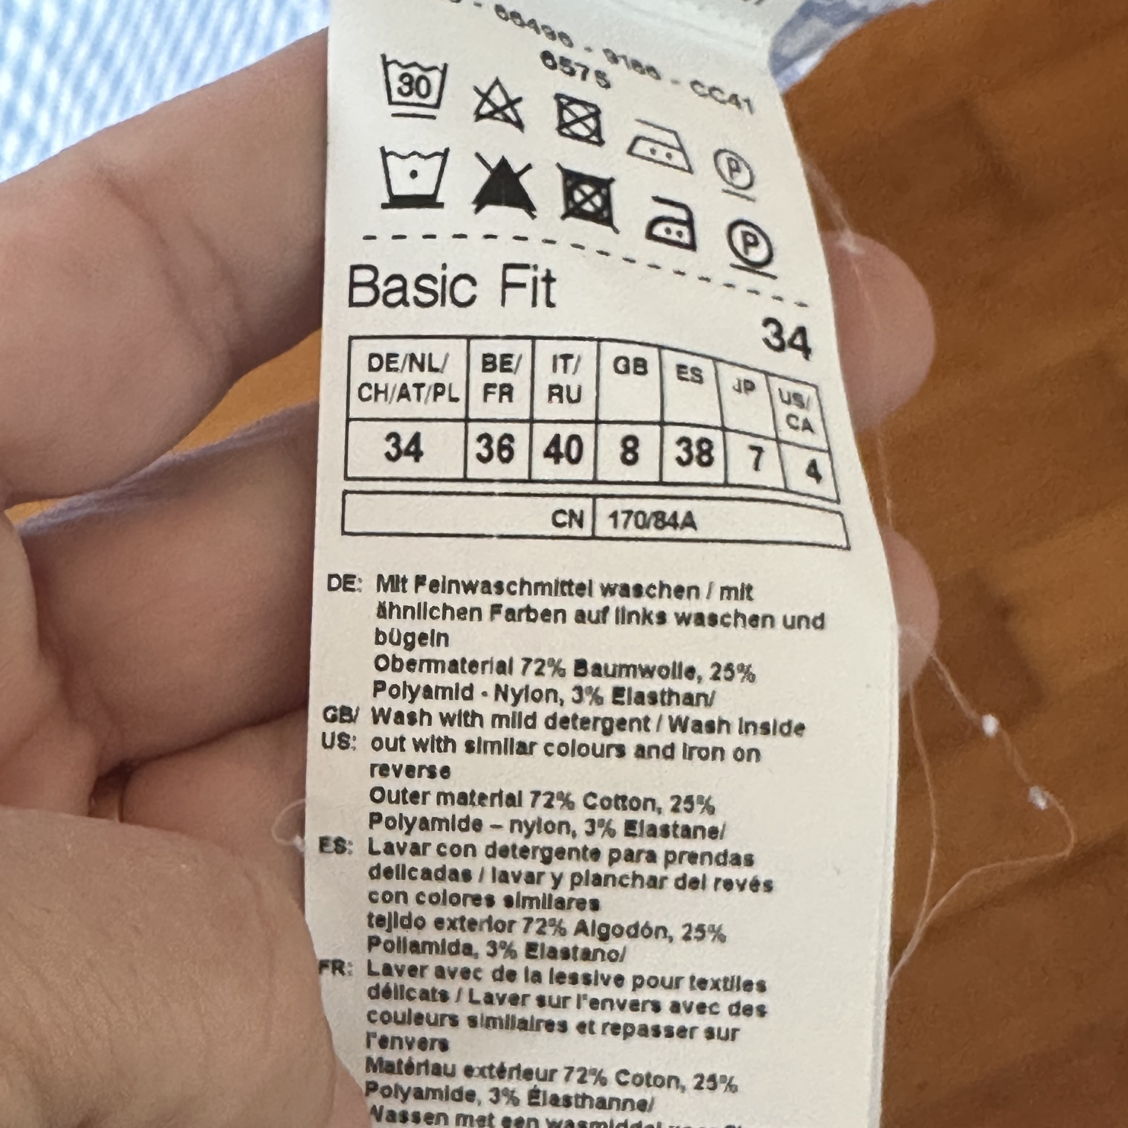 - 66496 - 9166 - CC41
6575
30
P
P
Basic Fit
34
DE/NL/ CH/AT/PL BE/ FR IT/ RU GB ES JP US/ CA
34 36 40 8 38 7 4
CN 170/84A
DE: Mit Feinwaschmittel waschen / mit
ähnlichen Farben auf links waschen und
bügeln
Obermaterial 72% Baumwolle, 25%
Polyamid - Nylon, 3% Elasthan/
GB/ Wash with mild detergent / Wash inside
US: out with similar colours and iron on
reverse
Outer material 72% Cotton, 25%
Polyamide – nylon, 3% Elastane/
ES: Lavar con detergente para prendas
delicadas / lavar y planchar del revés
con colores similares
tejido exterior 72% Algodón, 25%
Poliamida, 3% Elastano/
FR: Laver avec de la lessive pour textiles
délicats / Laver sur l'envers avec des
couleurs similaires et repasser sur
l'envers
Matériau extérieur 72% Coton, 25%
Polyamide, 3% Élasthanne/
Wassen met een